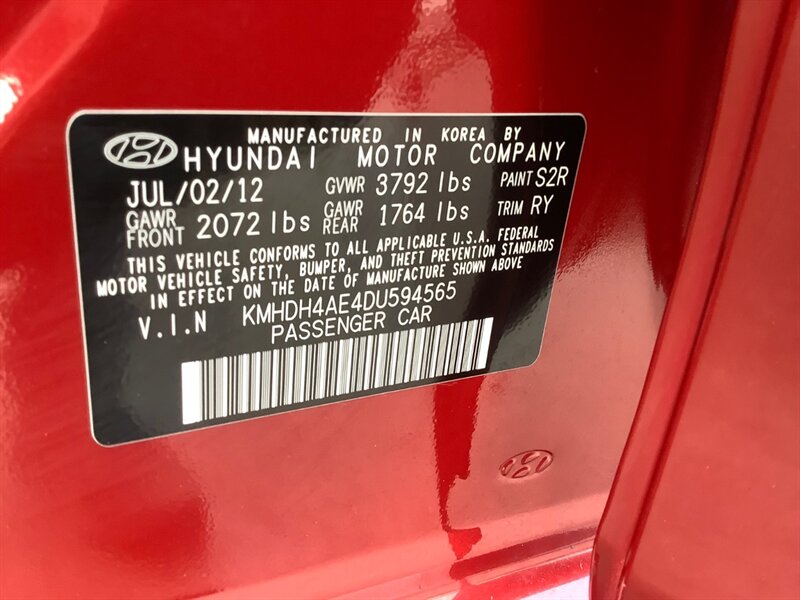 MANUFACTURED IN KOREA BY
HYUNDAI MOTOR COMPANY
JUL/02/12 GVWR 3792 lbs PAINT S2R
GAWR FRONT 2072 lbs GAWR REAR 1764 lbs TRIM RY
THIS VEHICLE CONFORMS TO ALL APPLICABLE U.S.A. FEDERAL
MOTOR VEHICLE SAFETY, BUMPER, AND THEFT PREVENTION STANDARDS
IN EFFECT ON THE DATE OF MANUFACTURE SHOWN ABOVE
V.I.N KMHDH4AE4DU594565
PASSENGER CAR